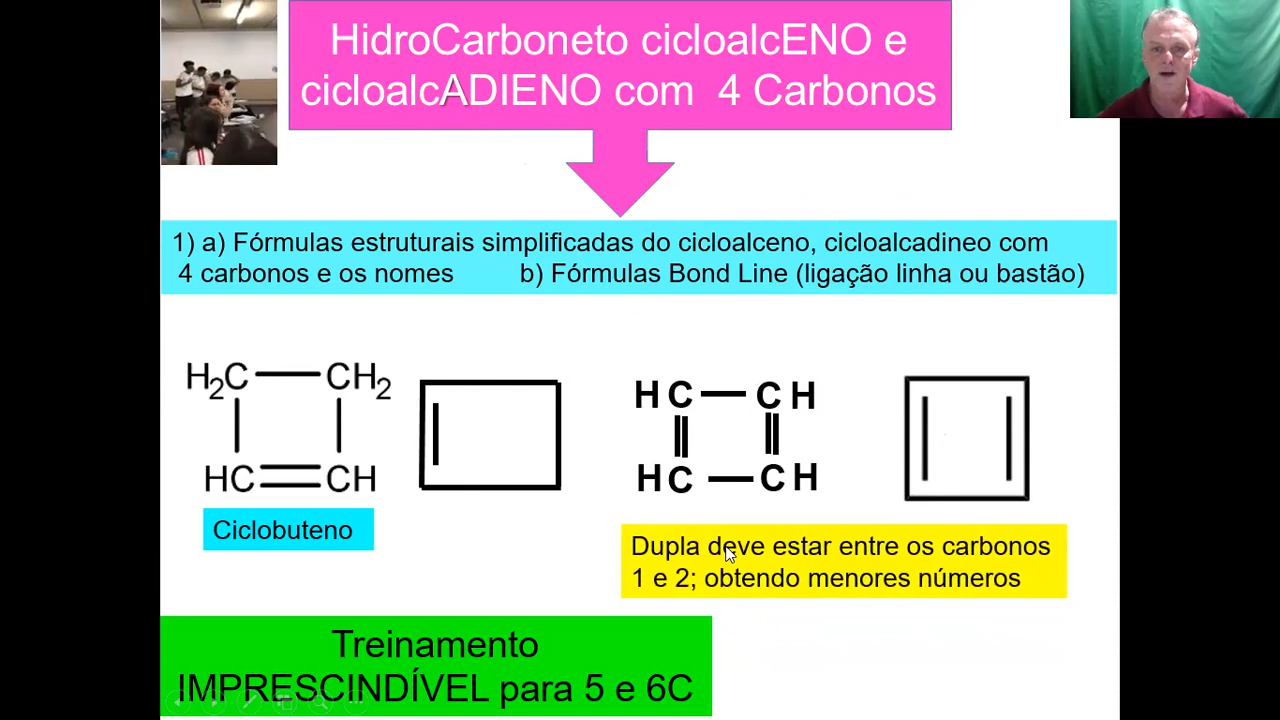 HidroCarboneto cicloalcENO e
cicloalcADIENO com 4 Carbonos
1) a) Fórmulas estruturais simplificadas do cicloalceno, cicloalcadineo com
4 carbonos e os nomes b) Fórmulas Bond Line (ligação linha ou bastão)
H₂C CH₂
HC CH
HC CH
HC CH
Ciclobuteno
Dupla deve estar entre os carbonos
1 e 2; obtendo menores números
Treinamento
IMPRESCINDÍVEL para 5 e 6C